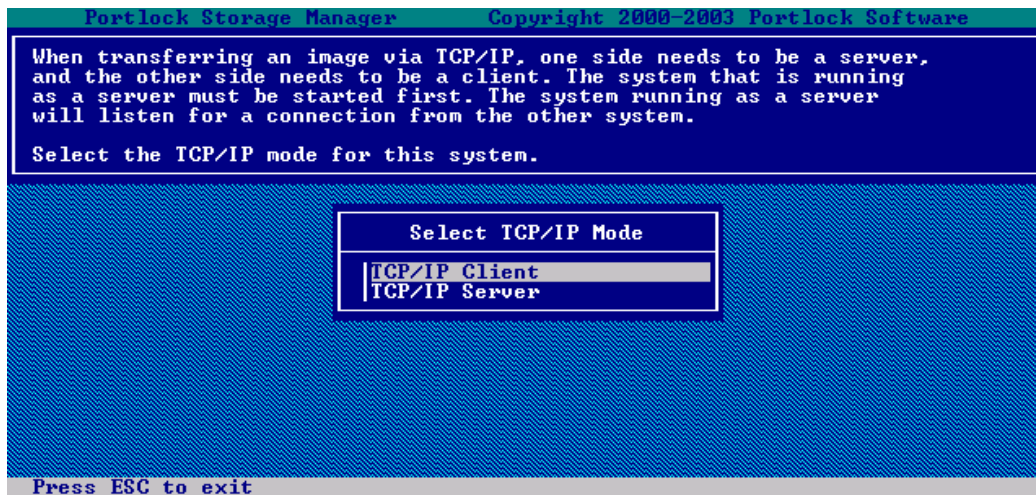 Portlock Storage Manager Copyright 2000-2003 Portlock Software
When transferring an image via TCP/IP, one side needs to be a server,
and the other side needs to be a client. The system that is running
as a server must be started first. The system running as a server
will listen for a connection from the other system.
Select the TCP/IP mode for this system.
Select TCP/IP Mode
TCP/IP Client
TCP/IP Server
Press ESC to exit